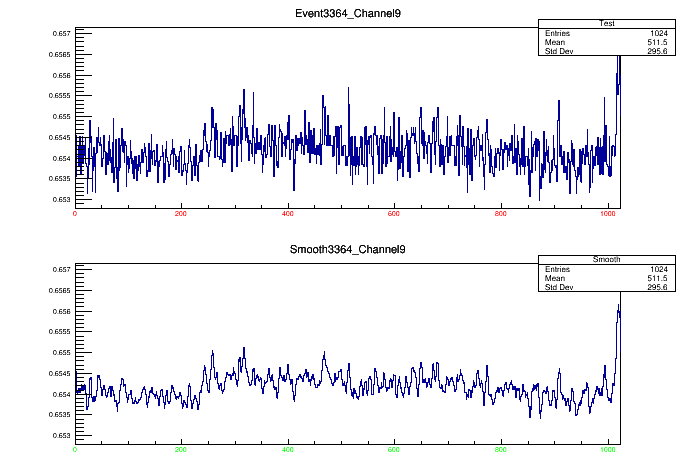 Event3364_Channel9
Test
Entries 1024
Mean 511.5
Std Dev 295.6
0.657
0.6565
0.656
0.6555
0.655
0.6545
0.654
0.6535
0.653
0 200 400 600 800 1000
Smooth3364_Channel9
Smooth
Entries 1024
Mean 511.5
Std Dev 295.6
0.657
0.6565
0.656
0.6555
0.655
0.6545
0.654
0.6535
0.653
0 200 400 600 800 1000